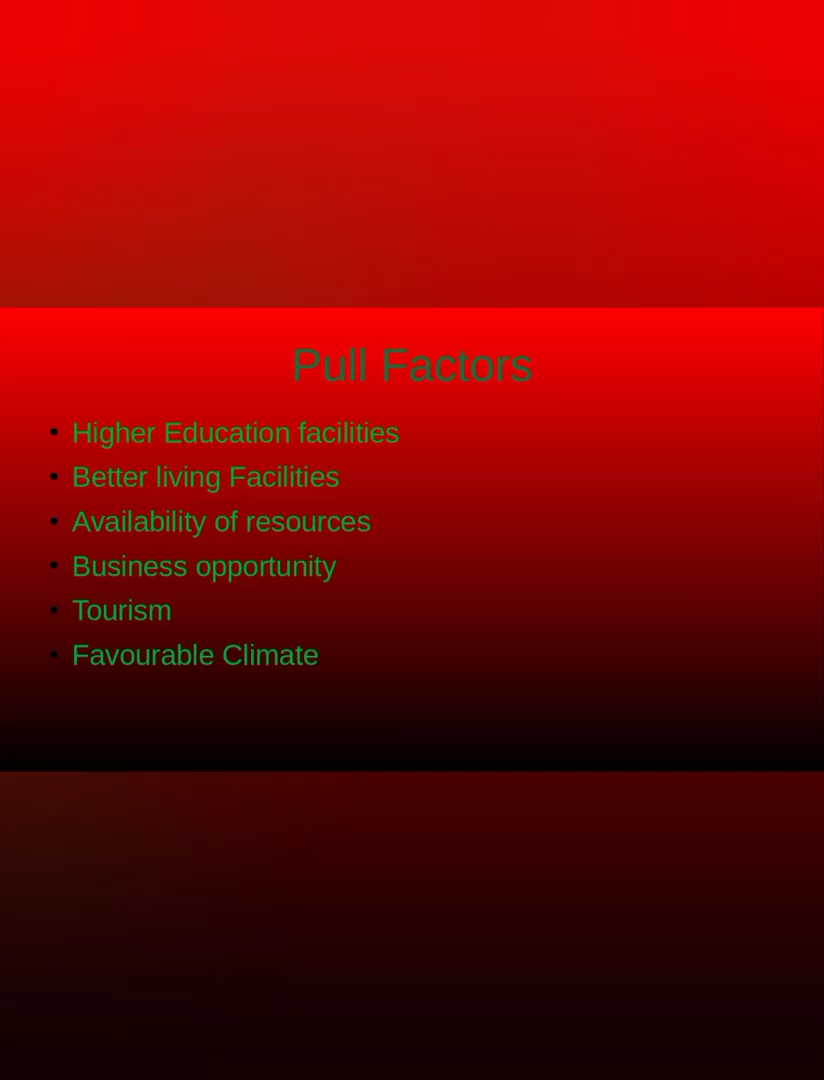 Pull Factors
• Higher Education facilities
• Better living Facilities
• Availability of resources
• Business opportunity
• Tourism
• Favourable Climate